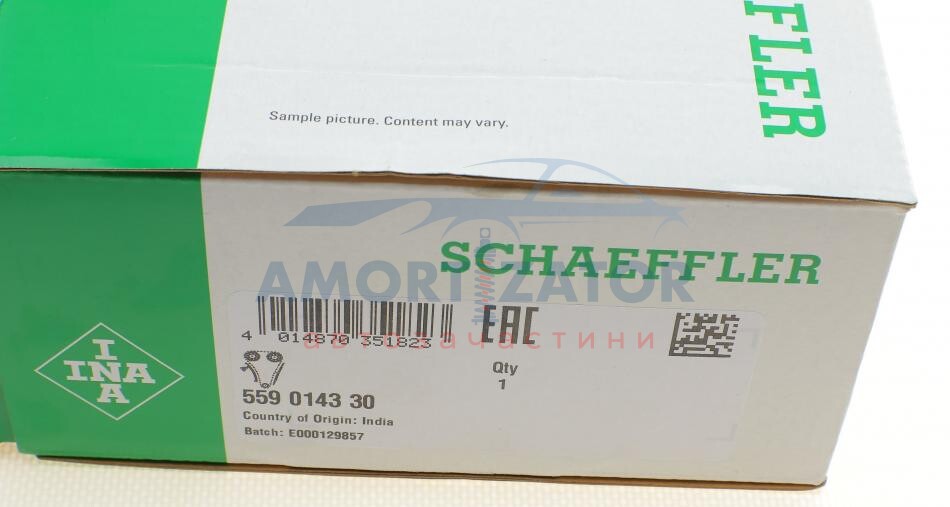 FLER
Sample picture. Content may vary.
SCHAEFFLER
AMORTIZATOR
автозапчастини
4 014870 351823
EAC
Qty
1
INA
I
A
559 0143 30
Country of Origin: India
Batch: E000129857